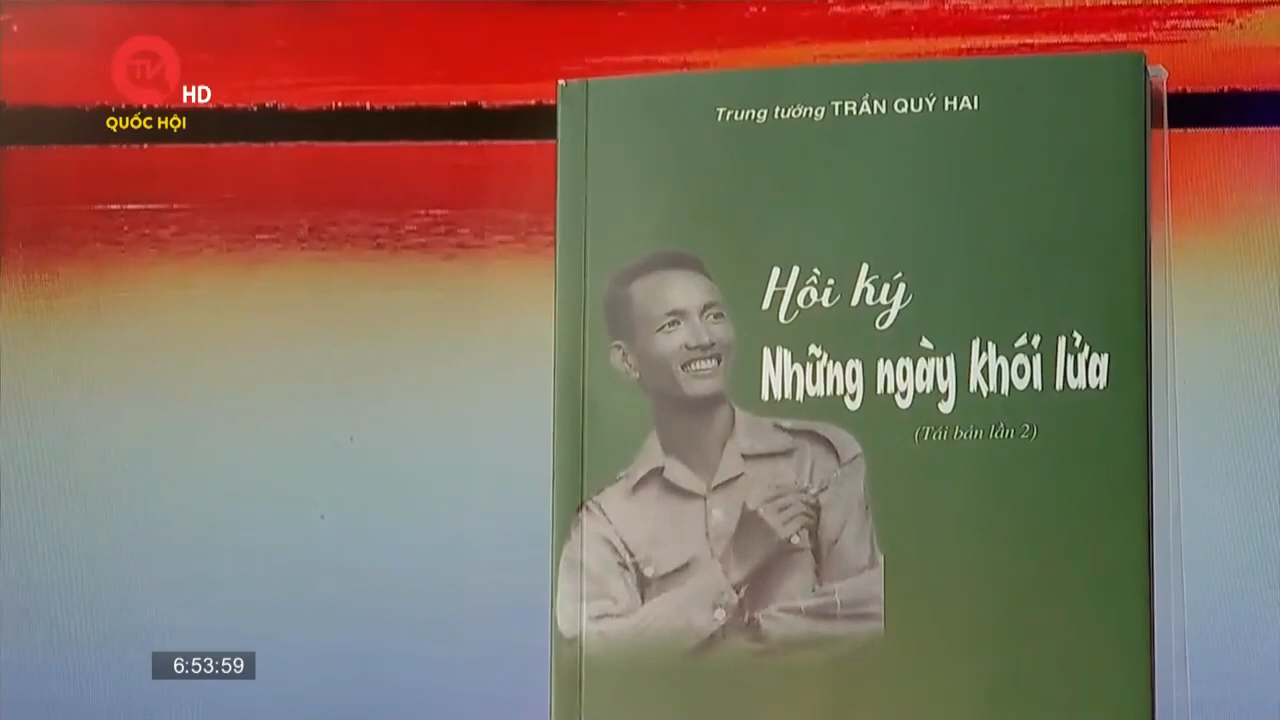 TV
HD
QUỐC HỘI
Trung tướng TRẦN QUÝ HAI
Hồi ký
Những ngày khói lửa
(Tái bản lần 2)
6:53:59